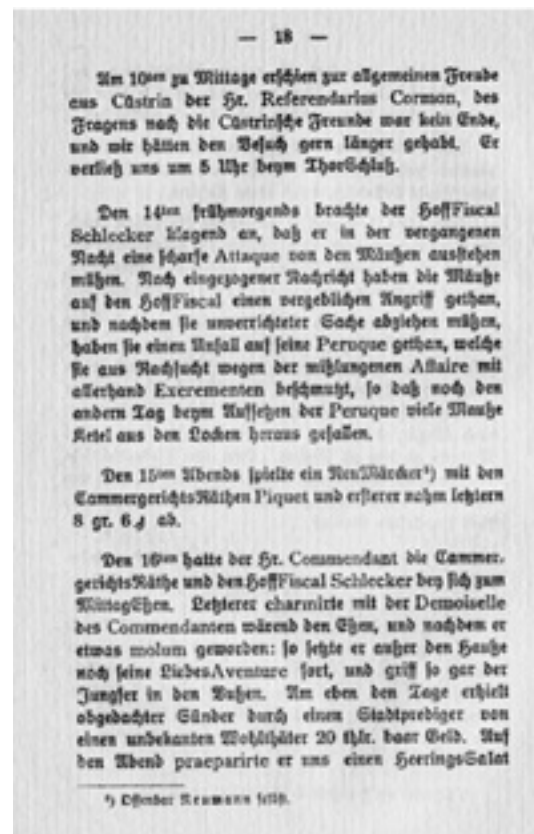 — 18 —
Am 10ten zu Mittage erschien zur allgemeinen Freude
aus Cüstrin der Hr. Referendarius Cormon, des
Fragens nach die Cüstrinsche Freunde war kein Ende,
und wir hätten den Besuch gern länger gehabt. Er
verließ uns um 5 Uhr beym ThorSchluß.
Den 14ten frühmorgends brachte der HoffFiscal
Schlecker klagend an, daß er in der vergangenen
Nacht eine scharfe Attaque von den Mäußen ausstehen
müßen. Nach eingezogener Nachricht haben die Mäuße
auf den HoffFiscal einen vergeblichen Angriff gethan,
und nachdem sie unverrichteter Sache abziehen müßen,
haben sie einen Anfall auf seine Peruque gethan, welche
sie aus Rachsucht wegen der mißlungenen Affaire mit
allerhand Excrementen beschmutzt, so daß noch den
andern Tag beym Aufsetzen der Peruque viele Mauße
Ketel aus den Locken heraus gefallen.
Den 15ten Abends spielte ein NeuMärcker¹) mit den
CammergerichtsRäthen Piquet und ersterer nahm letztern
8 gr. 6 ₰ ab.
Den 16ten hatte der Hr. Commendant die Cammer-
gerichtsRäthe und den HoffFiscal Schlecker bey sich zum
MittagEßen. Letzterer charmirte mit der Demoiselle
des Commendanten wärend den Eßen, und nachdem er
etwas molum geworden: so setzte er außer den Hauße
noch seine LiebesAventure fort, und griff so gar der
Jungfer in den Bußen. An eben den Tage erhielt
obgedachter Sünder durch einen Stadtprediger von
einen unbekanten Wohlthäter 20 thlr. baar Geld. Auf
den Abend praeparirte er uns einen HeeringsSalat
¹) Offenbar Neumann selbst.